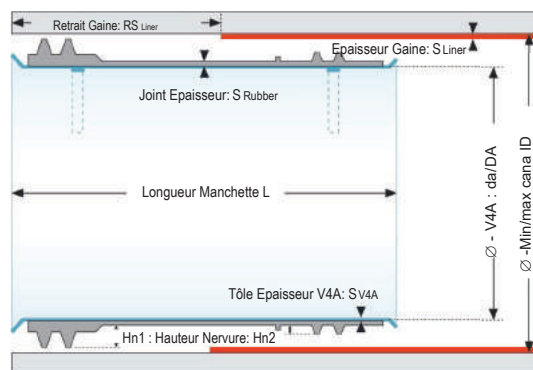 Retrait Gaine: RS Liner
Epaisseur Gaine: S Liner
Joint Epaisseur: S Rubber
Longueur Manchette L
Ø - V4A : da/DA
Ø -Min/max cana ID
Tôle Epaisseur V4A: S V4A
Hn1 : Hauteur Nervure: Hn2